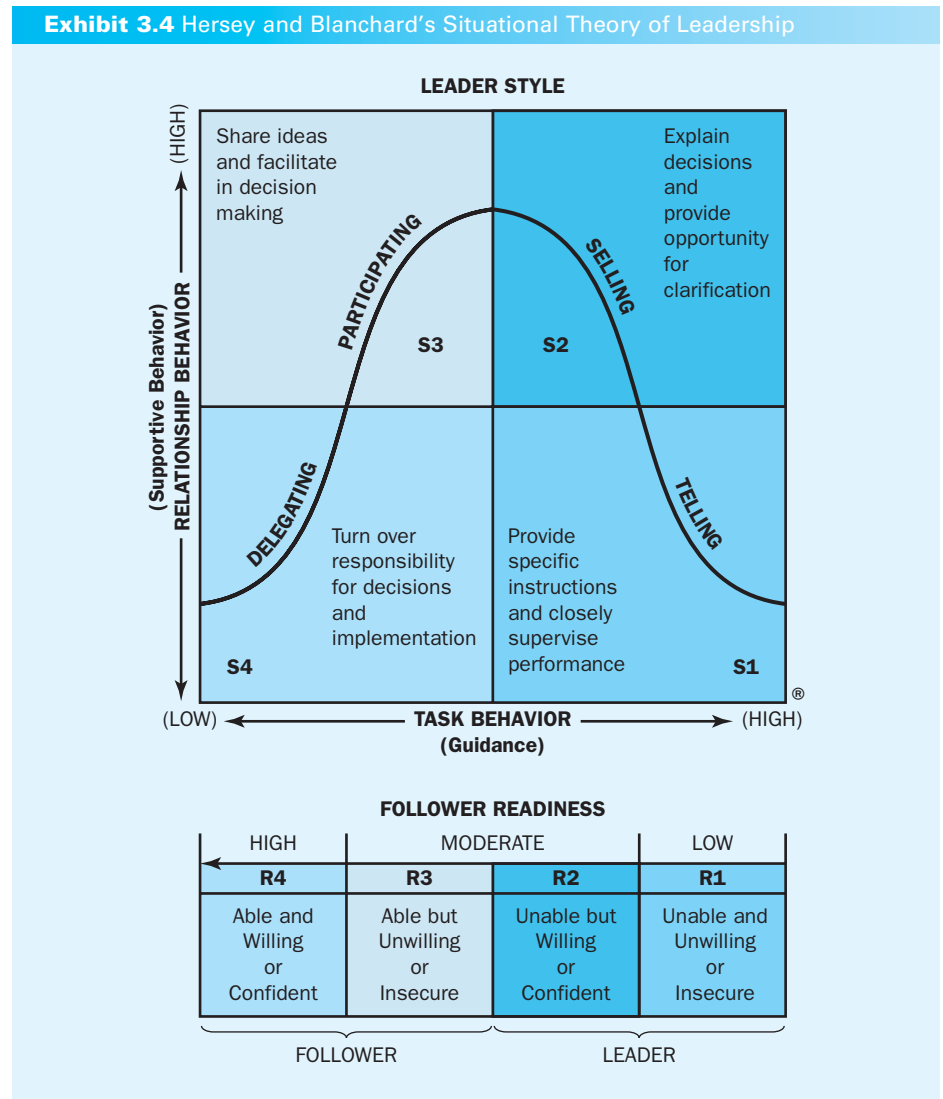 Exhibit 3.4 Hersey and Blanchard's Situational Theory of Leadership
LEADER STYLE
(HIGH)
RELATIONSHIP BEHAVIOR
(Supportive Behavior)
Share ideas
and facilitate
in decision
making
Explain
decisions
and
provide
opportunity
for
clarification
PARTICIPATING
SELLING
S3
S2
DELEGATING
TELLING
Turn over
responsibility
for decisions
and
implementation
Provide
specific
instructions
and closely
supervise
performance
S4
S1
®
(LOW)
TASK BEHAVIOR
(HIGH)
(Guidance)
FOLLOWER READINESS
HIGH
MODERATE
LOW
R4
R3
R2
R1
Able and
Willing
or
Confident
Able but
Unwilling
or
Insecure
Unable but
Willing
or
Confident
Unable and
Unwilling
or
Insecure
FOLLOWER
LEADER